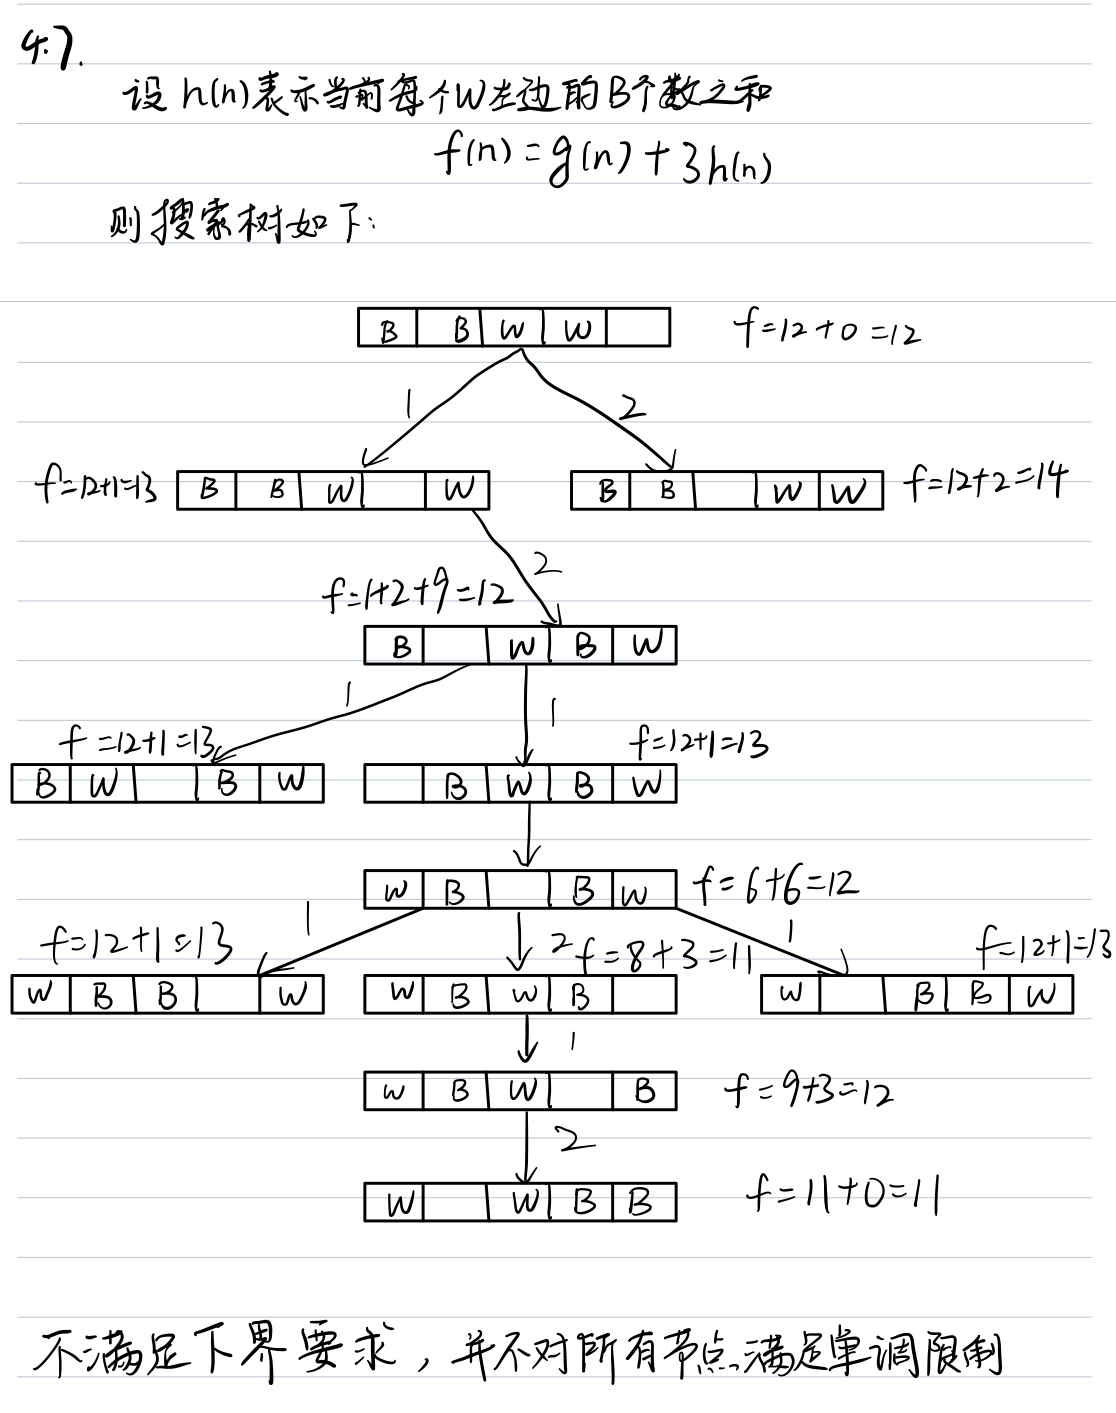 4.7.
设 h(n)表示当前每个W左边的B个数之和
f(n) = g(n) + 3h(n)
则搜索树如下:
B B W W f=12+0=12
1 2
f=12+1=13 B B W W B B W W f=12+2=14
2
f=1+2+9=12
B W B W
1 1
f=12+1=13 f=12+1=13
B W B W B W B W
W B B W f=6+6=12
1 1
f=12+1=13 2 f=8+3=11 f=12+1=13
W B B W W B W B W B B W
1
W B W B f=9+3=12
2
W W B B f=11+0=11
不满足下界要求，并不对所有节点满足单调限制